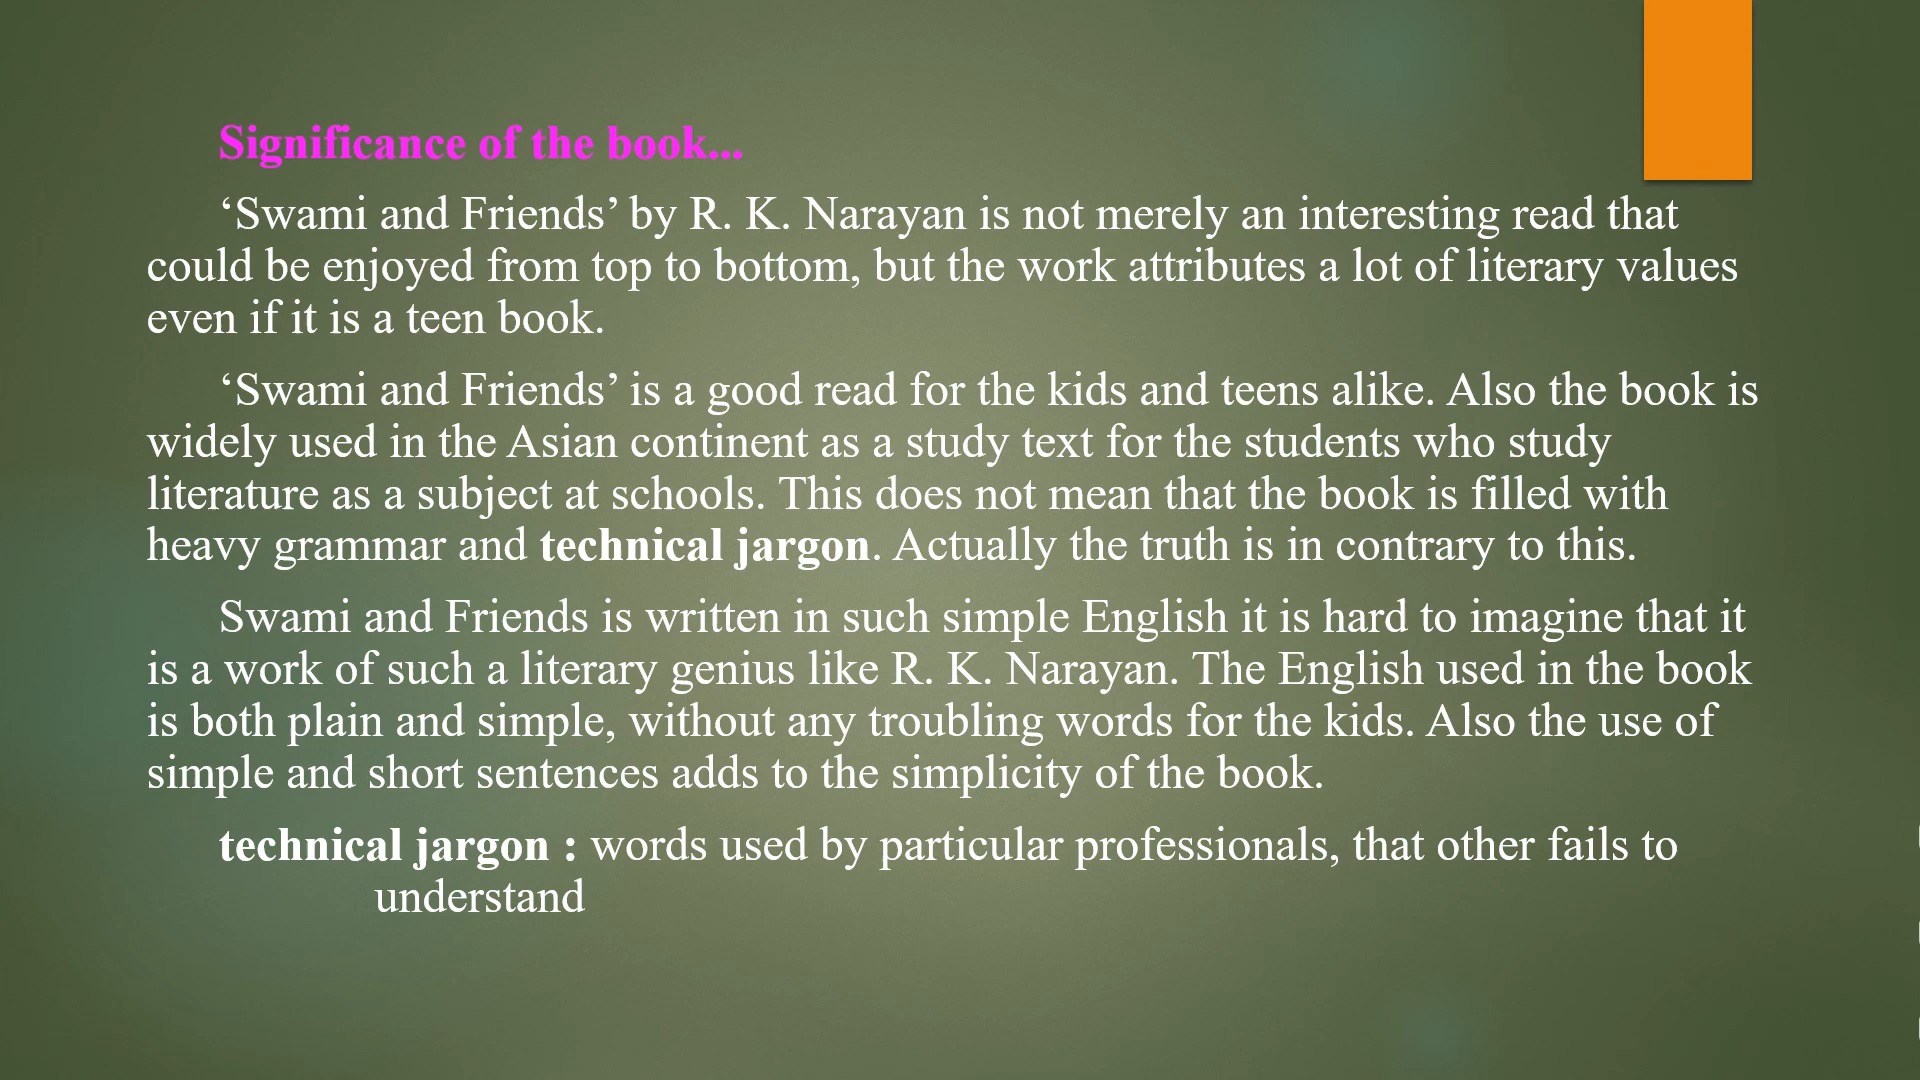 Significance of the book...
‘Swami and Friends’ by R. K. Narayan is not merely an interesting read that
could be enjoyed from top to bottom, but the work attributes a lot of literary values
even if it is a teen book.
‘Swami and Friends’ is a good read for the kids and teens alike. Also the book is
widely used in the Asian continent as a study text for the students who study
literature as a subject at schools. This does not mean that the book is filled with
heavy grammar and technical jargon. Actually the truth is in contrary to this.
Swami and Friends is written in such simple English it is hard to imagine that it
is a work of such a literary genius like R. K. Narayan. The English used in the book
is both plain and simple, without any troubling words for the kids. Also the use of
simple and short sentences adds to the simplicity of the book.
technical jargon : words used by particular professionals, that other fails to
understand